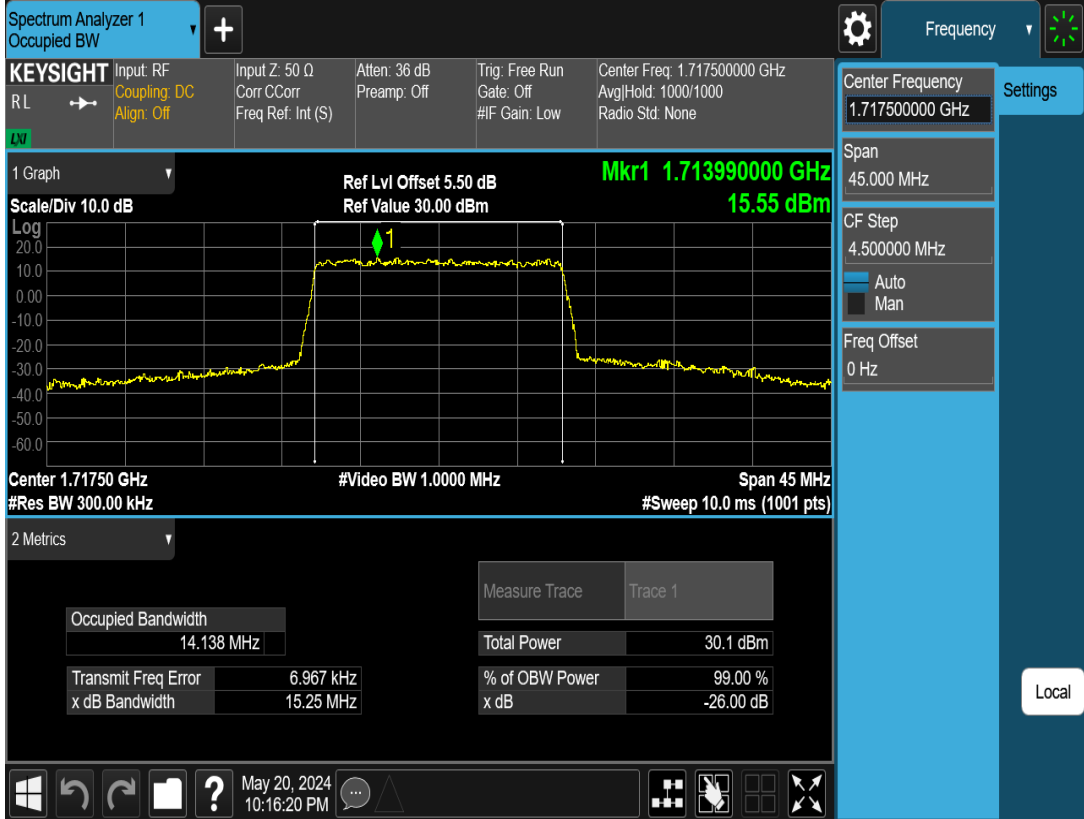 Spectrum Analyzer 1
Occupied BW
+
Frequency
KEYSIGHT
R L
LXI
Input: RF
Coupling: DC
Align: Off
Input Z: 50 Ω
Corr CCorr
Freq Ref: Int (S)
Atten: 36 dB
Preamp: Off
Trig: Free Run
Gate: Off
#IF Gain: Low
Center Freq: 1.717500000 GHz
Avg|Hold: 1000/1000
Radio Std: None
Center Frequency
1.717500000 GHz
Settings
Span
45.000 MHz
CF Step
4.500000 MHz
Auto
Man
Freq Offset
0 Hz
Local
1 Graph
Ref Lvl Offset 5.50 dB
Mkr1 1.713990000 GHz
Scale/Div 10.0 dB
Ref Value 30.00 dBm
15.55 dBm
Log
1
20.0
10.0
0.00
-10.0
-20.0
-30.0
-40.0
-50.0
-60.0
Center 1.71750 GHz
#Video BW 1.0000 MHz
Span 45 MHz
#Res BW 300.00 kHz
#Sweep 10.0 ms (1001 pts)
2 Metrics
Measure Trace Trace 1
Occupied Bandwidth
14.138 MHz
Total Power 30.1 dBm
Transmit Freq Error 6.967 kHz
% of OBW Power 99.00 %
x dB Bandwidth 15.25 MHz
x dB -26.00 dB
?
May 20, 2024
10:16:20 PM